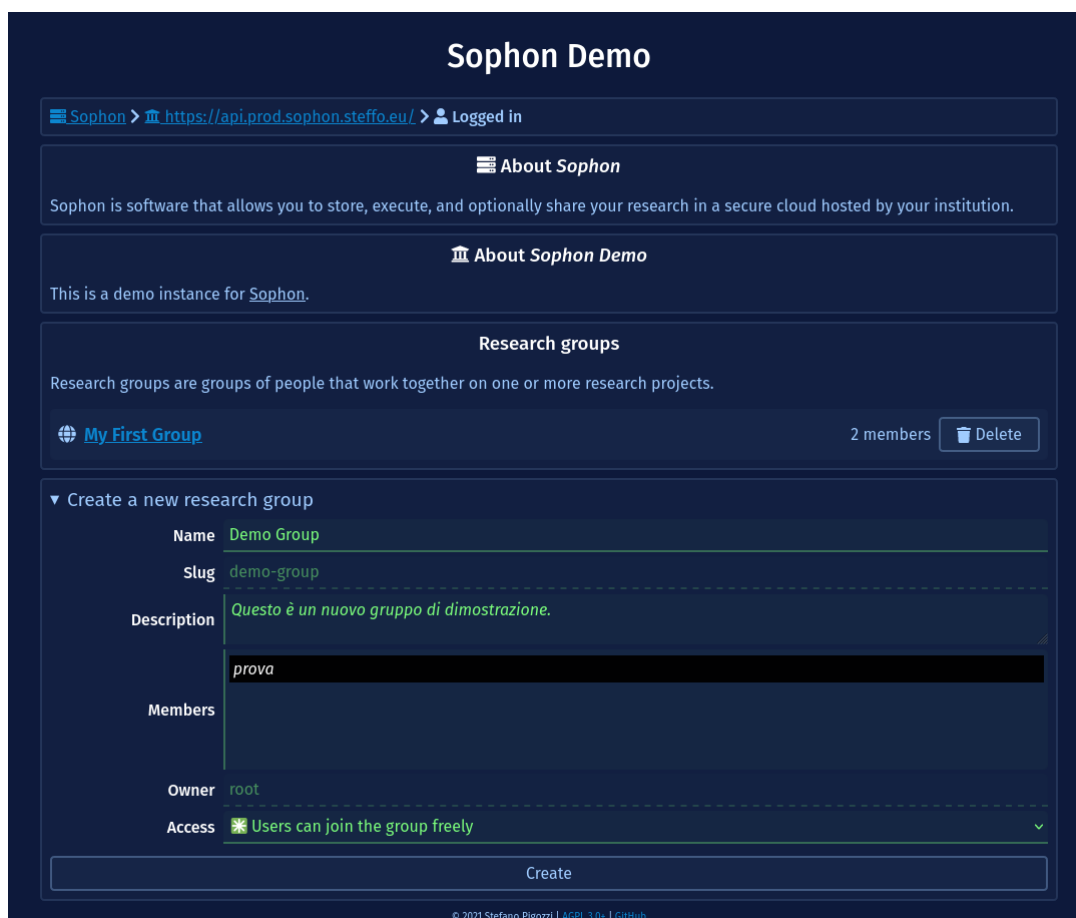 Sophon Demo
Sophon > https://api.prod.sophon.steffo.eu/ > Logged in
About Sophon
Sophon is software that allows you to store, execute, and optionally share your research in a secure cloud hosted by your institution.
About Sophon Demo
This is a demo instance for Sophon.
Research groups
Research groups are groups of people that work together on one or more research projects.
My First Group 2 members Delete
▾ Create a new research group
Name Demo Group
Slug demo-group
Description Questo è un nuovo gruppo di dimostrazione.
prova
Members
Owner root
Access Users can join the group freely
Create
© 2021 Stefano Pigozzi | AGPL 3.0+ | GitHub